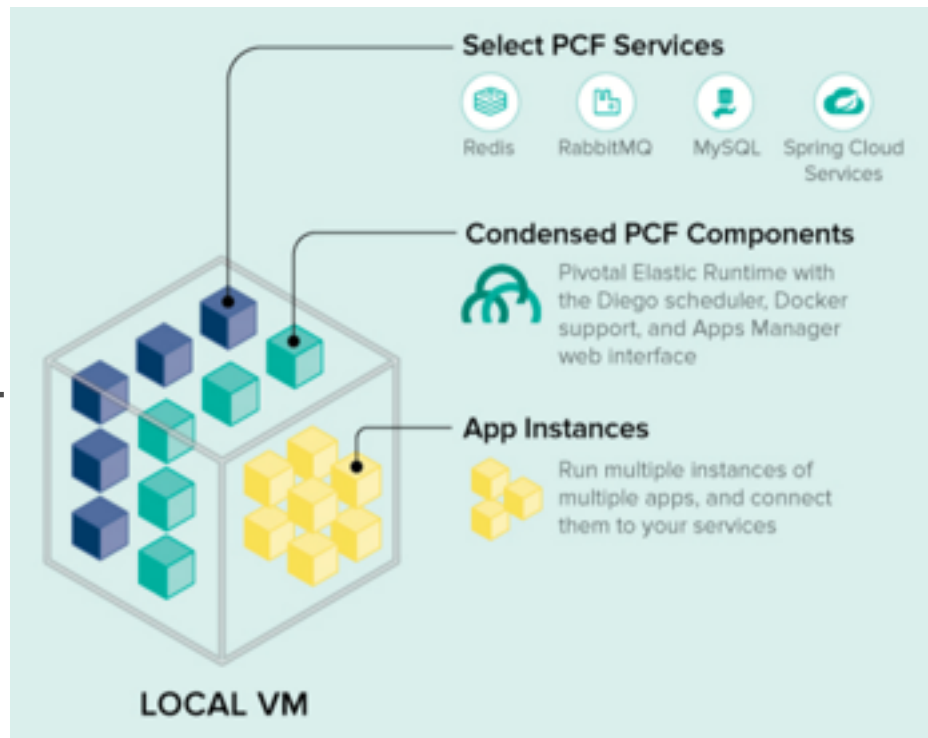 Select PCF Services
Redis
RabbitMQ
MySQL
Spring Cloud
Services
Condensed PCF Components
Pivotal Elastic Runtime with
the Diego scheduler, Docker
support, and Apps Manager
web interface
App Instances
Run multiple instances of
multiple apps, and connect
them to your services
LOCAL VM